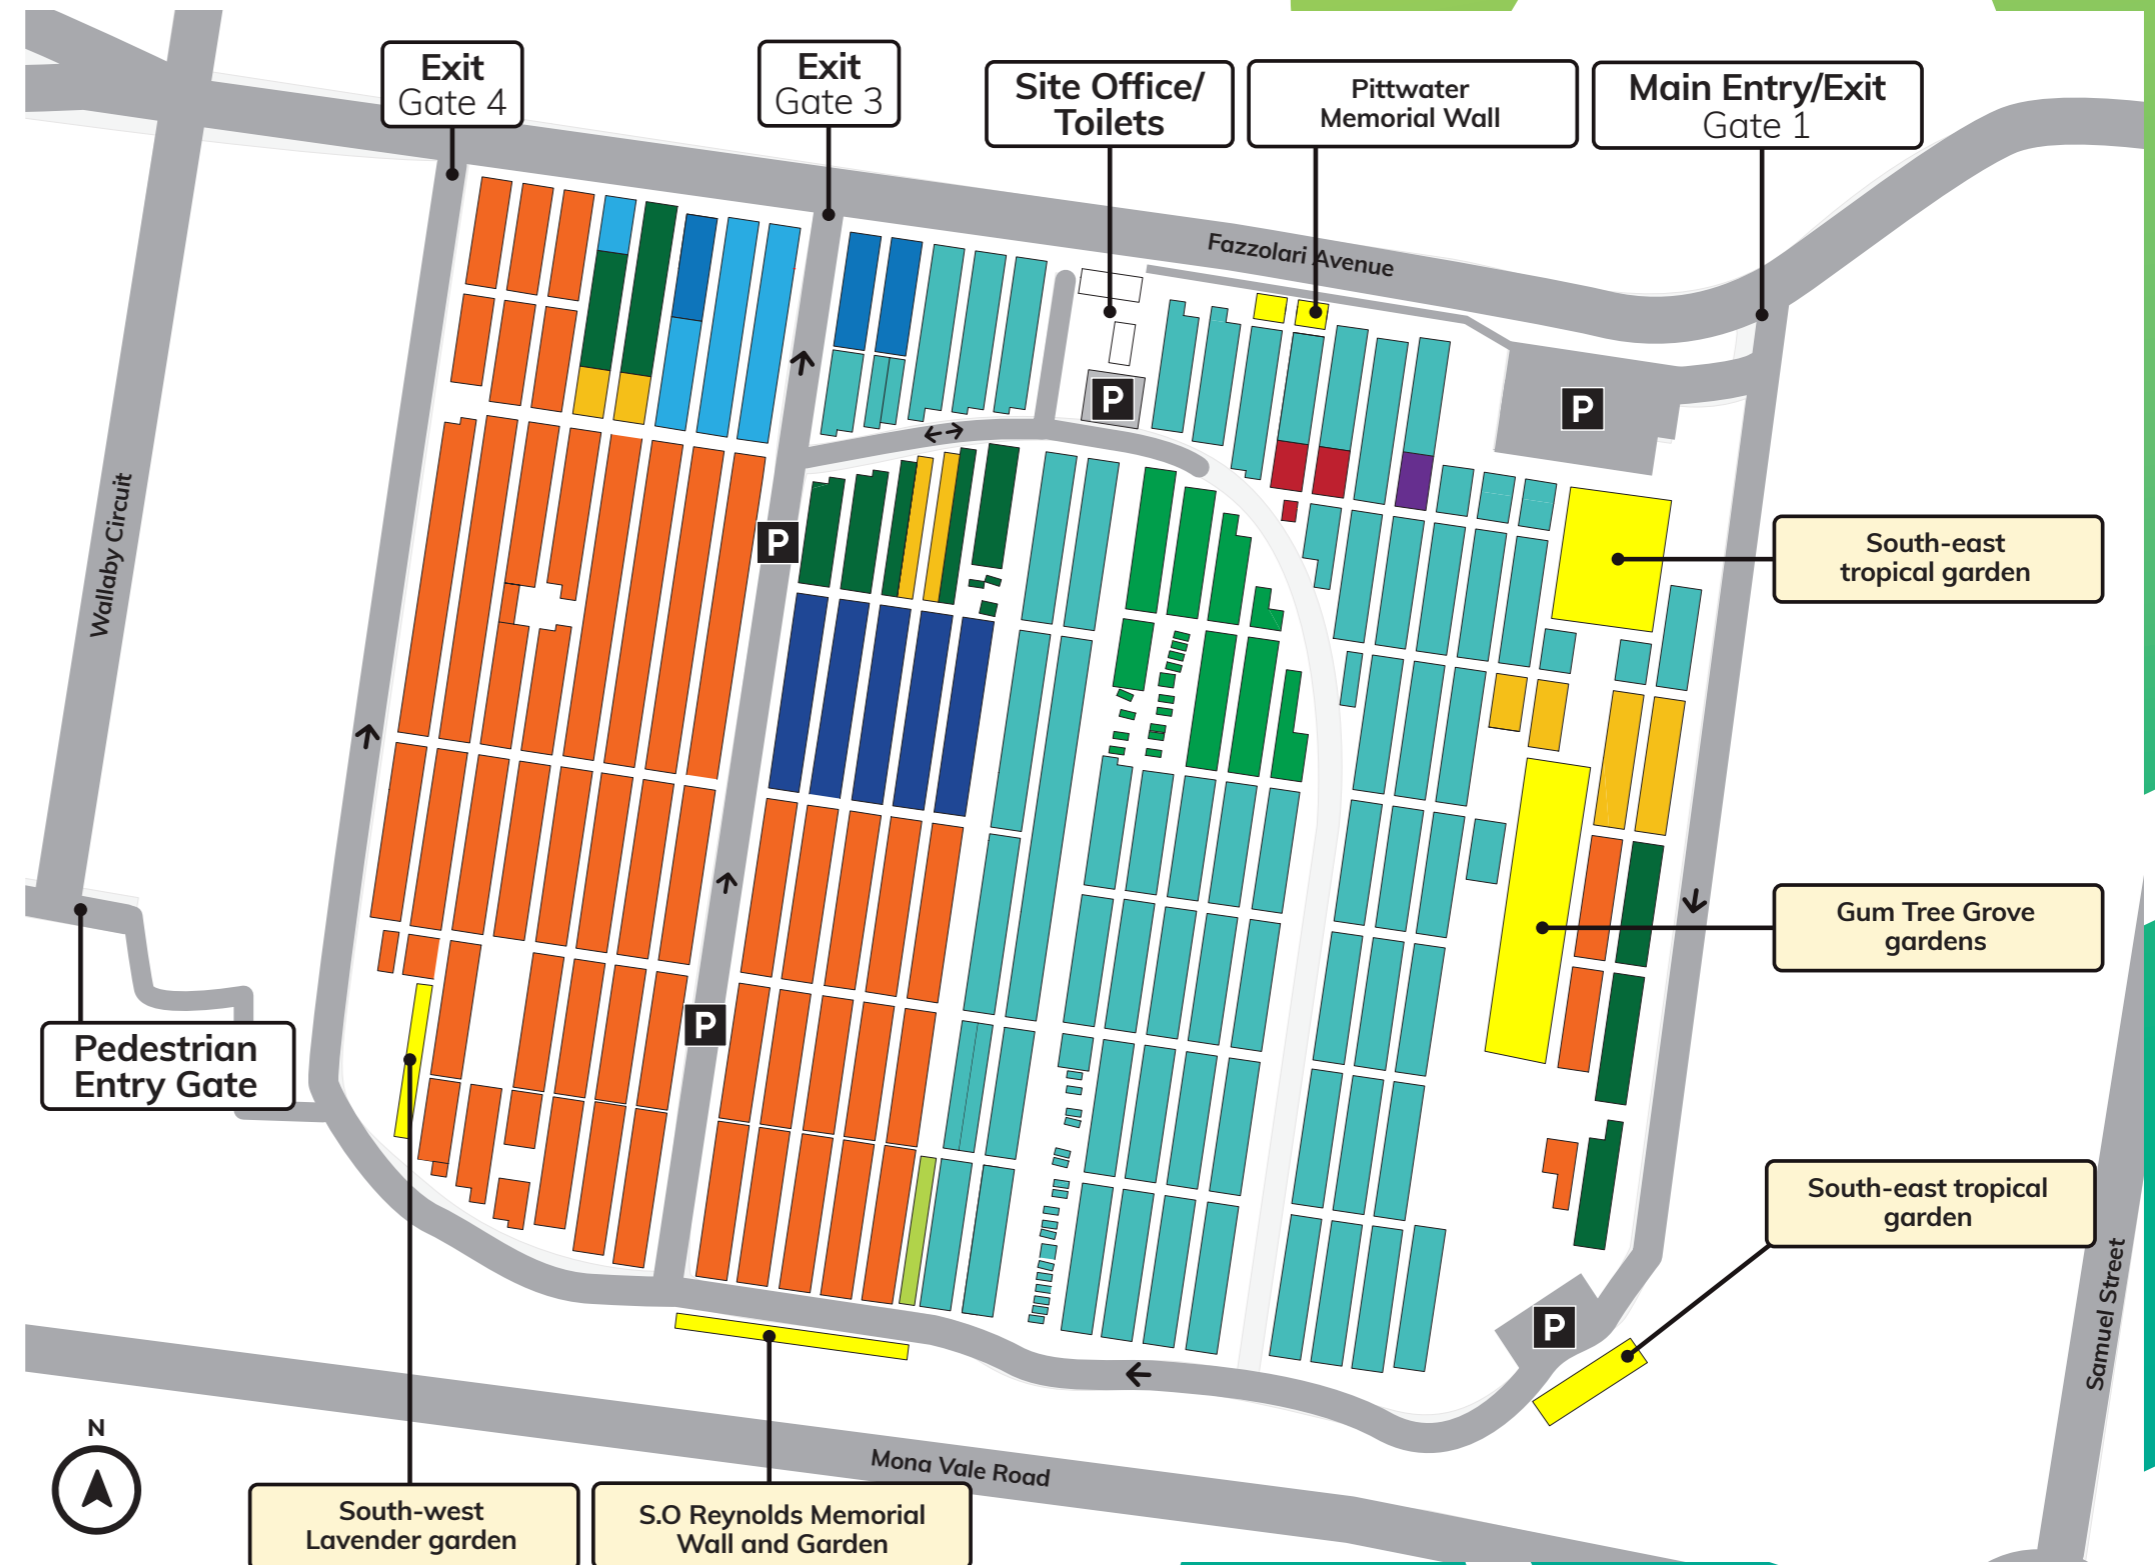 Exit
Gate 4
Exit
Gate 3
Site Office/
Toilets
Pittwater
Memorial Wall
Main Entry/Exit
Gate 1
Fazzolari Avenue
P
P
P
P
P
Wallaby Circuit
South-east
tropical garden
Gum Tree Grove
gardens
Pedestrian
Entry Gate
South-east tropical
garden
Samuel Street
Mona Vale Road
N
South-west
Lavender garden
S.O Reynolds Memorial
Wall and Garden